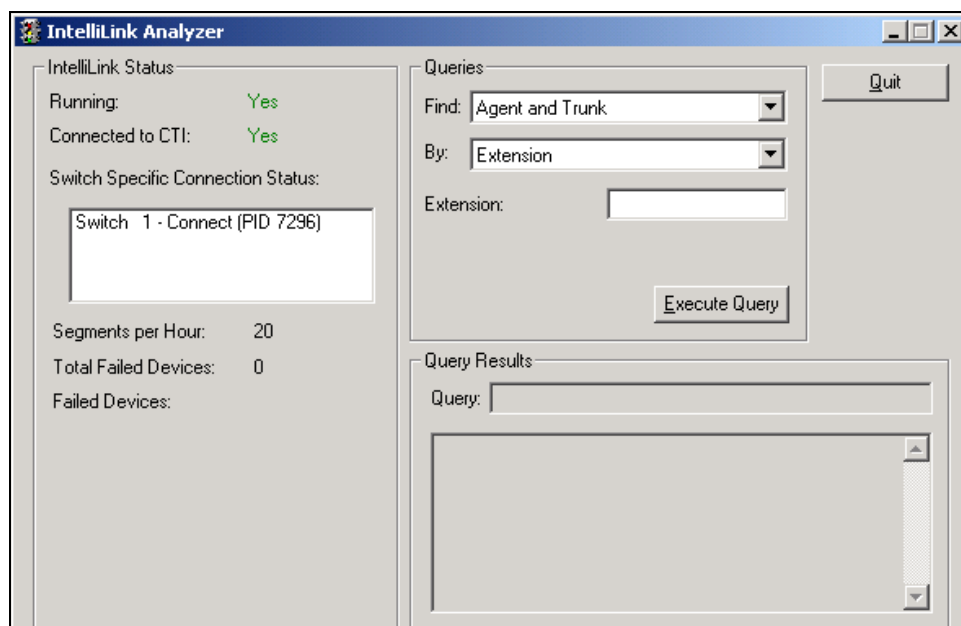 IntelliLink Analyzer
IntelliLink Status
Running: Yes
Connected to CTI: Yes
Switch Specific Connection Status:
Switch 1 - Connect (PID 7296)
Segments per Hour: 20
Total Failed Devices: 0
Failed Devices:
Queries
Find: Agent and Trunk
By: Extension
Extension:
Execute Query
Quit
Query Results
Query: